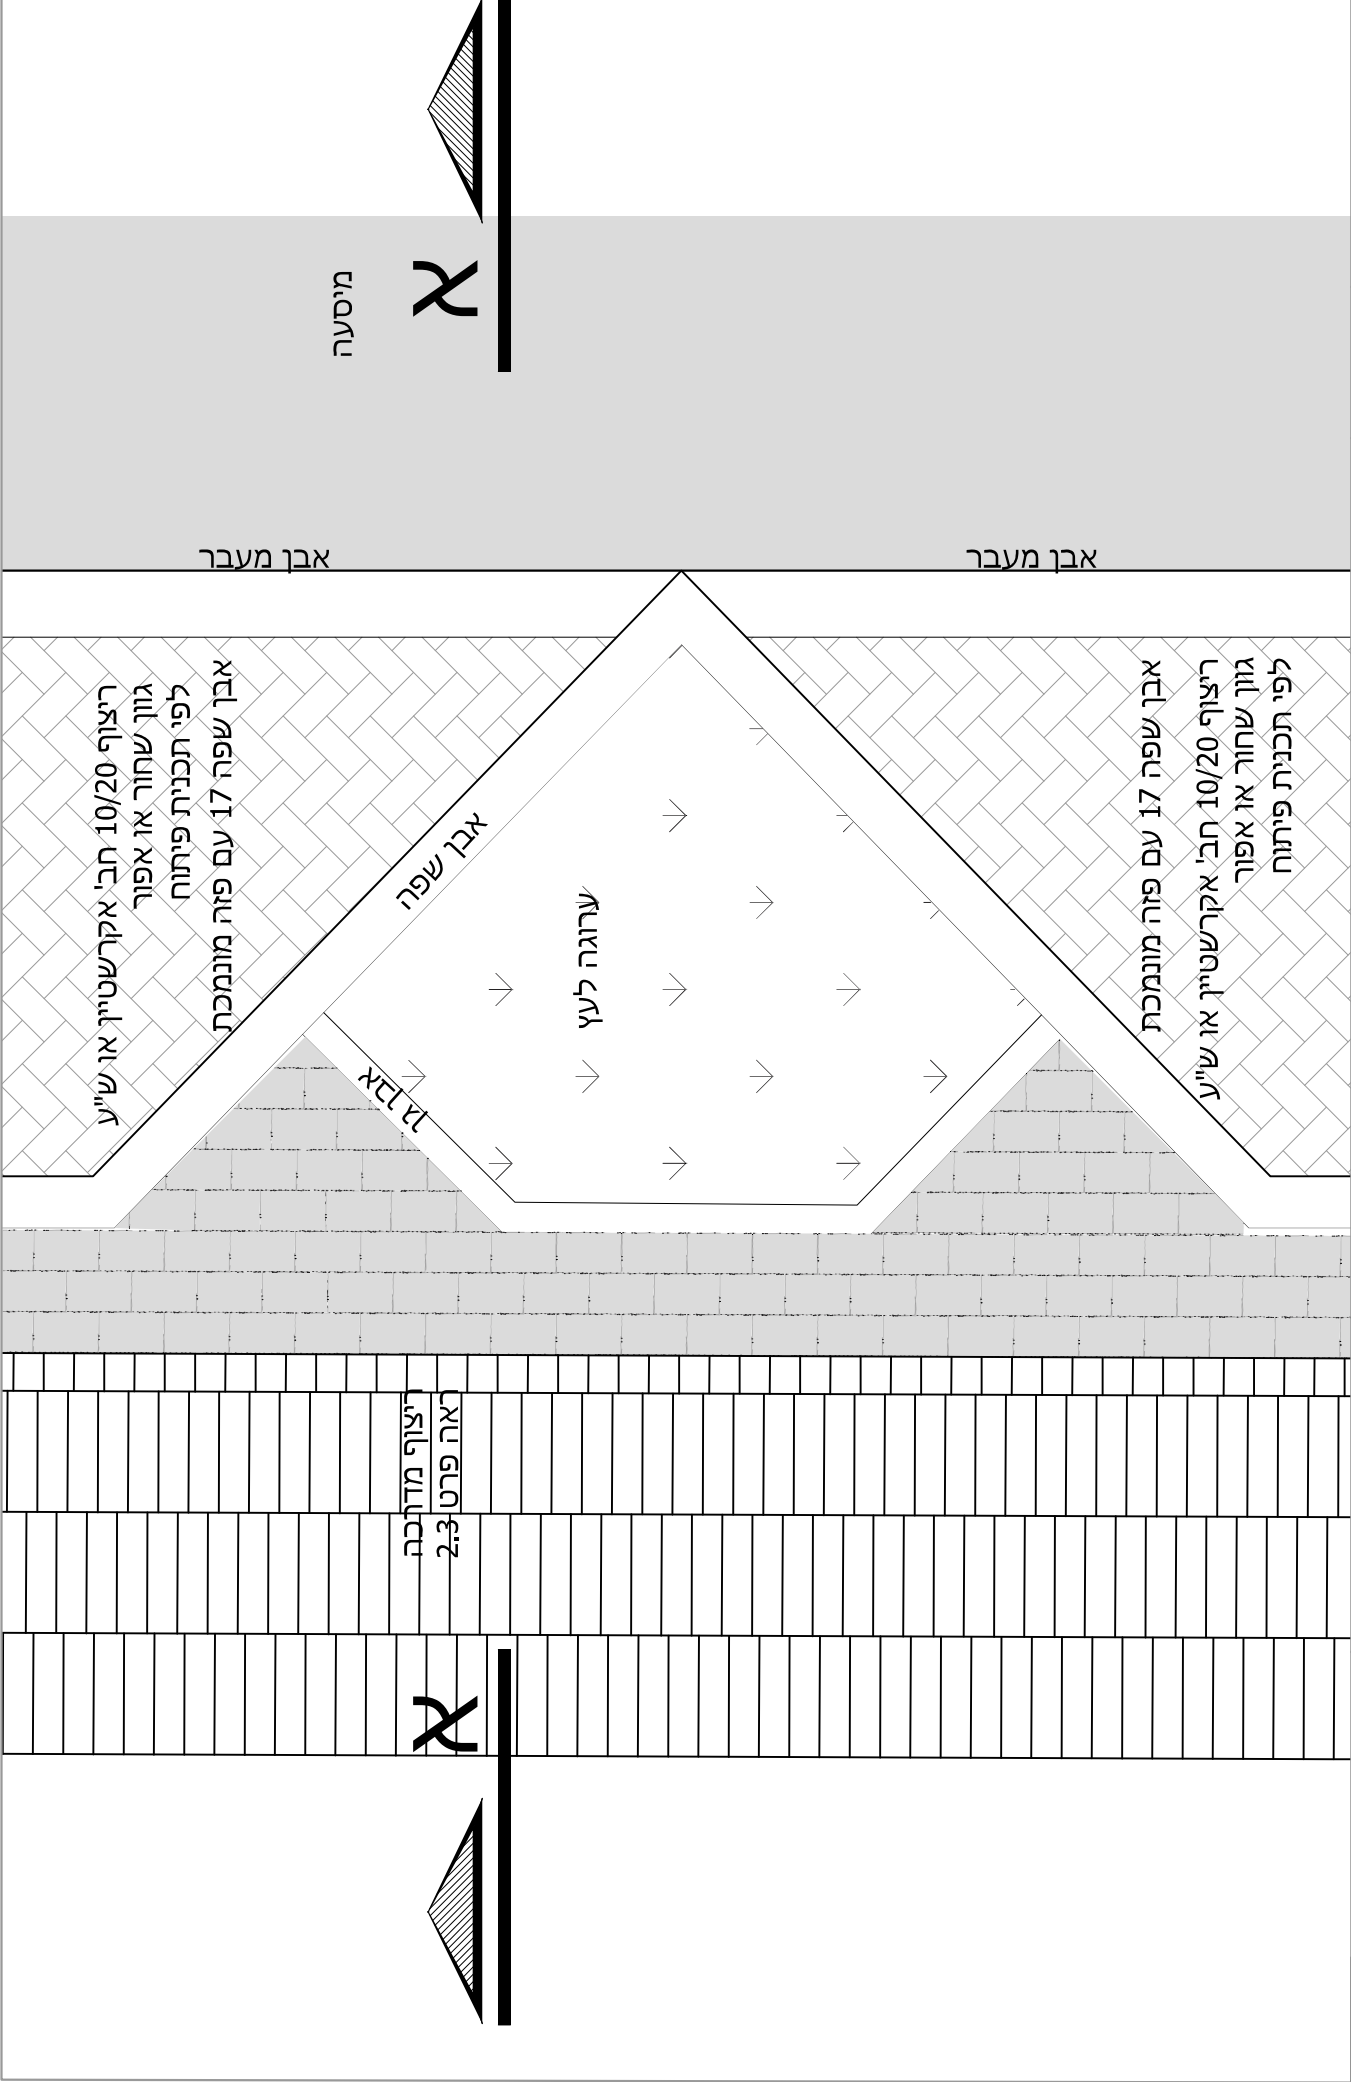 א
מיסעה
אבן מעבר
אבן מעבר
ריצוף 10/20 חב' אקרשטיין או ש"ע
גוון שחור או אפור
לפי תכנית פיתוח
אבן שפה 17 עם פזה מונמכת
אבן שפה 17 עם פזה מונמכת
ריצוף 10/20 חב' אקרשטיין או ש"ע
גוון שחור או אפור
לפי תכנית פיתוח
אבן שפה
ערוגה לעץ
אבן גן
ריצוף מדרכה
ראה פרט 2.3
א